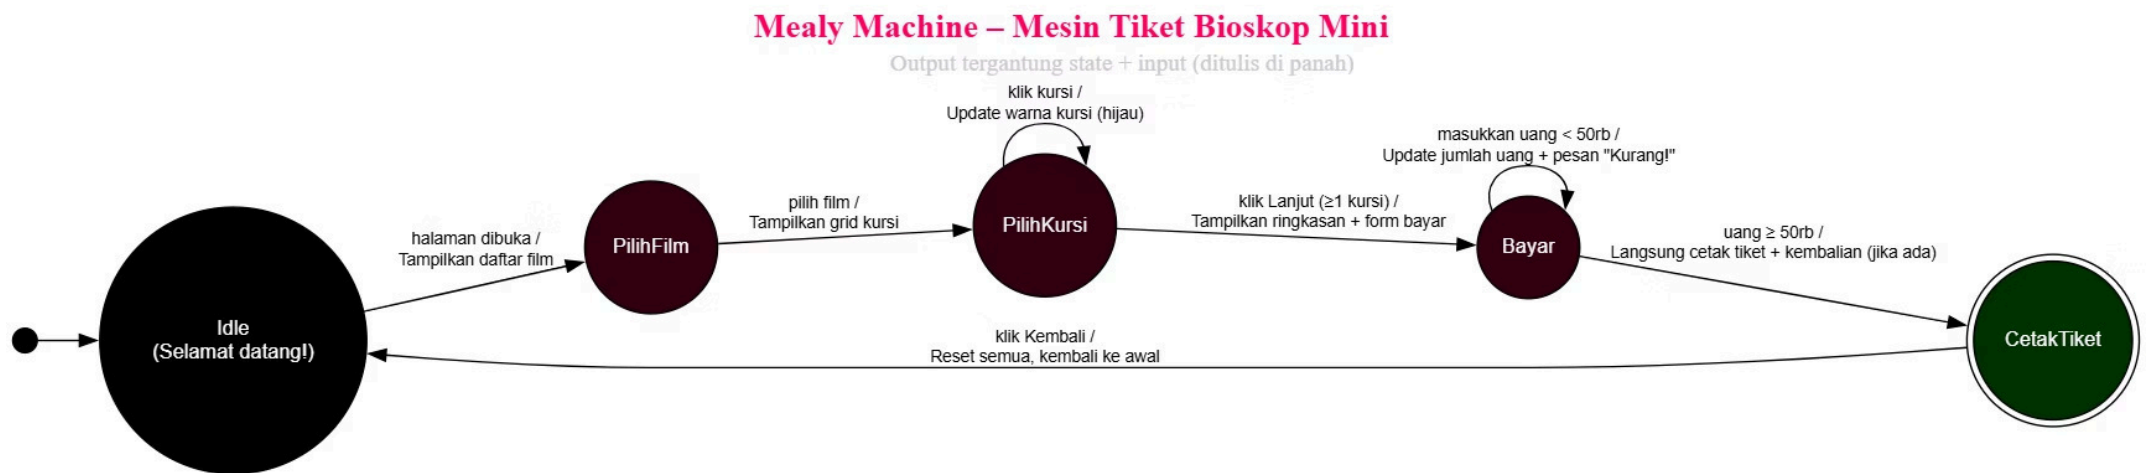 Mealy Machine – Mesin Tiket Bioskop Mini
Output tergantung state + input (ditulis di panah)
klik kursi /
Update warna kursi (hijau)
masukkan uang < 50rb /
Update jumlah uang + pesan "Kurang!"
pilih film /
Tampilkan grid kursi
klik Lanjut (≥1 kursi) /
Tampilkan ringkasan + form bayar
halaman dibuka /
Tampilkan daftar film
uang ≥ 50rb /
Langsung cetak tiket + kembalian (jika ada)
PilihFilm
PilihKursi
Bayar
Idle
(Selamat datang!)
klik Kembali /
Reset semua, kembali ke awal
CetakTiket